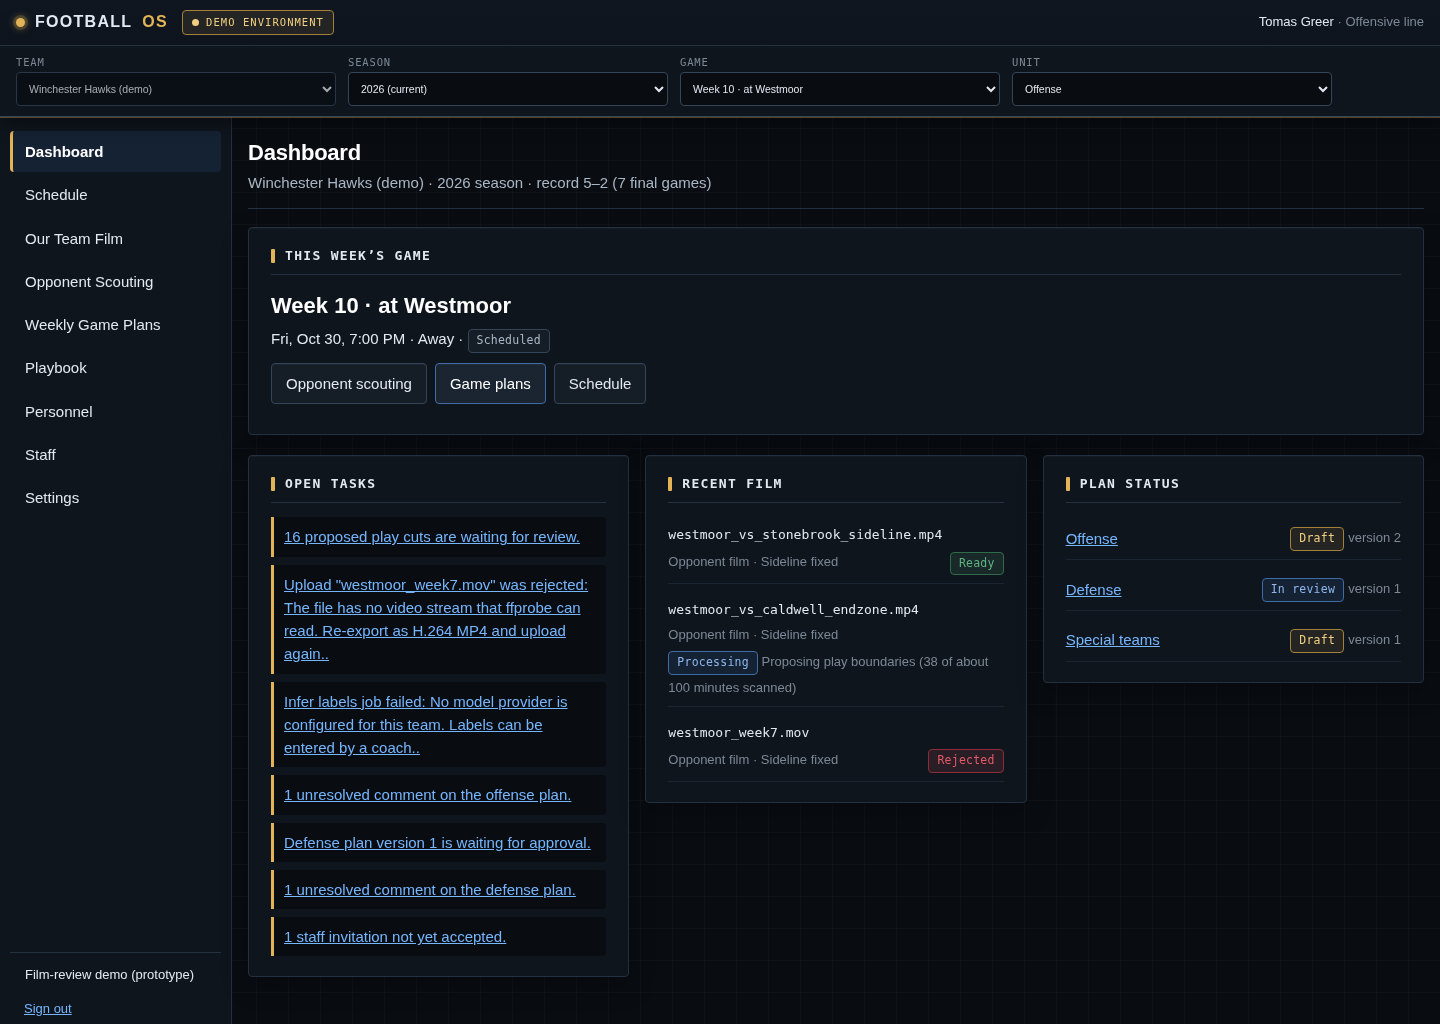 FOOTBALL OS
DEMO ENVIRONMENT
Tomas Greer · Offensive line
TEAM
SEASON
GAME
UNIT
Winchester Hawks (demo)
2026 (current)
Week 10 · at Westmoor
Offense
Dashboard
Schedule
Our Team Film
Opponent Scouting
Weekly Game Plans
Playbook
Personnel
Staff
Settings
Film-review demo (prototype)
Sign out
Dashboard
Winchester Hawks (demo) · 2026 season · record 5–2 (7 final games)
THIS WEEK’S GAME
Week 10 · at Westmoor
Fri, Oct 30, 7:00 PM · Away · Scheduled
Opponent scouting
Game plans
Schedule
OPEN TASKS
16 proposed play cuts are waiting for review.
Upload "westmoor_week7.mov" was rejected:
The file has no video stream that ffprobe can
read. Re-export as H.264 MP4 and upload
again..
Infer labels job failed: No model provider is
configured for this team. Labels can be
entered by a coach..
1 unresolved comment on the offense plan.
Defense plan version 1 is waiting for approval.
1 unresolved comment on the defense plan.
1 staff invitation not yet accepted.
RECENT FILM
westmoor_vs_stonebrook_sideline.mp4
Opponent film · Sideline fixed
Ready
westmoor_vs_caldwell_endzone.mp4
Opponent film · Sideline fixed
Processing Proposing play boundaries (38 of about
100 minutes scanned)
westmoor_week7.mov
Opponent film · Sideline fixed
Rejected
PLAN STATUS
Offense
Draft version 2
Defense
In review version 1
Special teams
Draft version 1